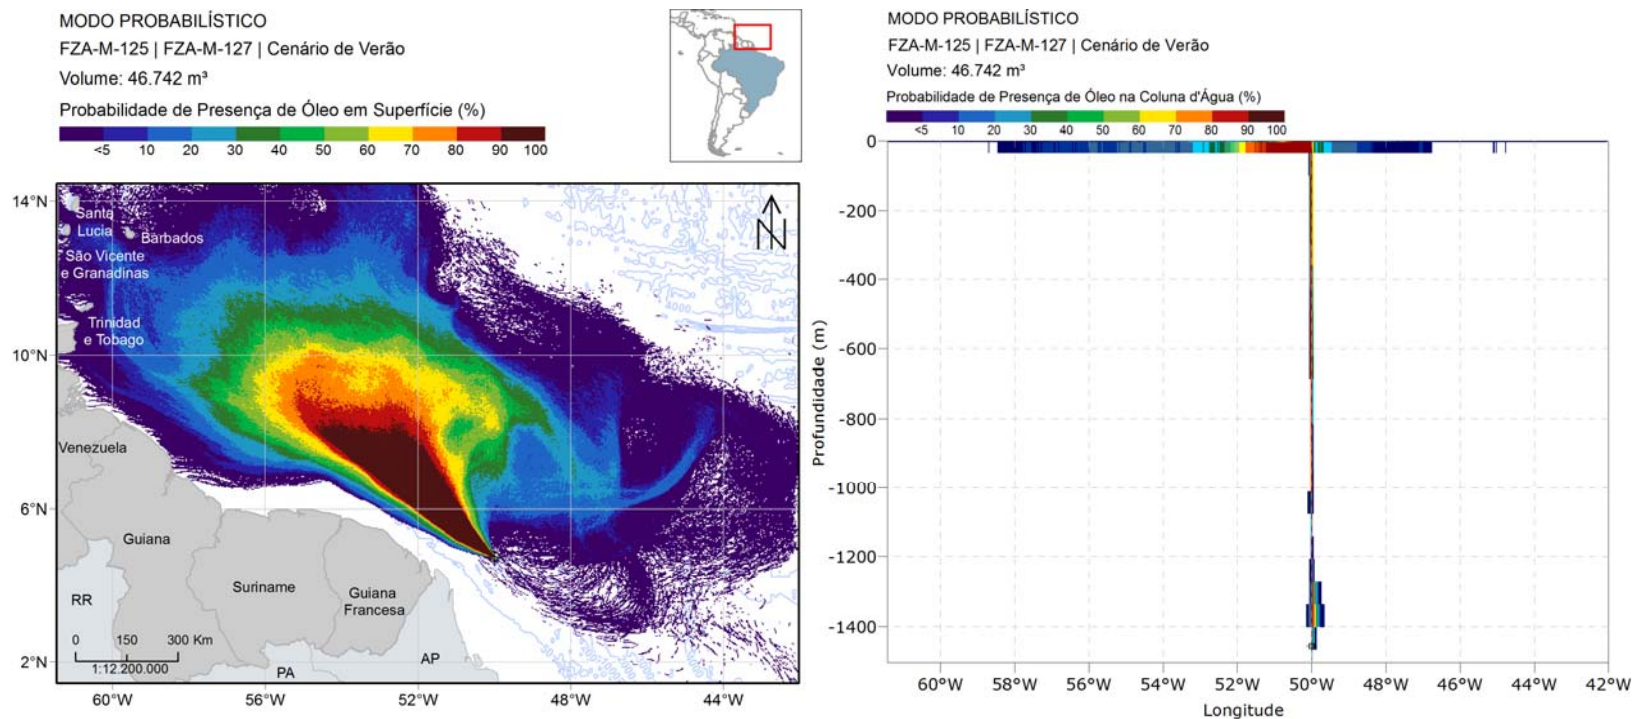 MODO PROBABILÍSTICO
FZA-M-125 | FZA-M-127 | Cenário de Verão
Volume: 46.742 m³
Probabilidade de Presença de Óleo em Superfície (%)
<5 10 20 30 40 50 60 70 80 90 100
14°N
10°N
6°N
2°N
Santa
Lucia
Barbados
São Vicente
e Granadinas
Trinidad
e Tobago
N
4000
Venezuela
Guiana
Suriname
Guiana
Francesa
RR
PA
AP
0 150 300 Km
1:12.200.000
60°W 56°W 52°W 48°W 44°W
MODO PROBABILÍSTICO
FZA-M-125 | FZA-M-127 | Cenário de Verão
Volume: 46.742 m³
Probabilidade de Presença de Óleo na Coluna d'Água (%)
<5 10 20 30 40 50 60 70 80 90 100
Profundidade (m)
0
-200
-400
-600
-800
-1000
-1200
-1400
60°W 58°W 56°W 54°W 52°W 50°W 48°W 46°W 44°W 42°W
Longitude